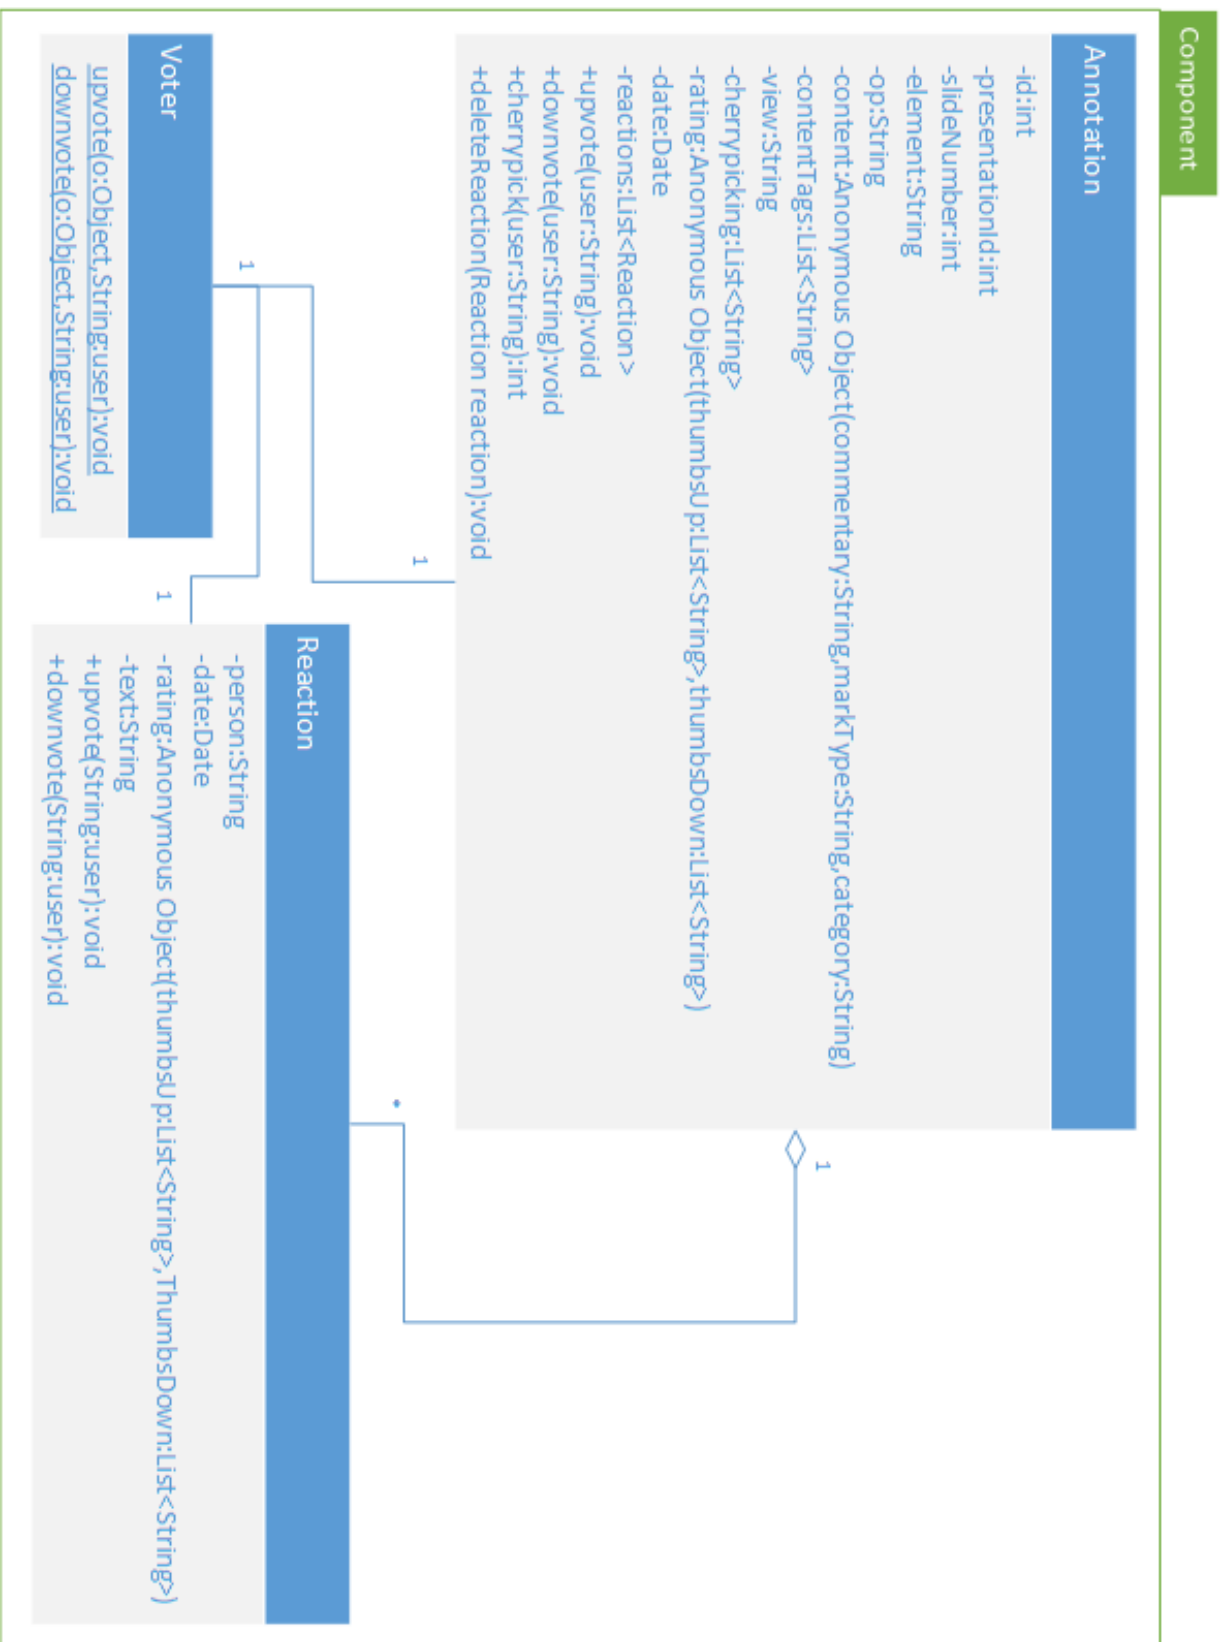 Component
Annotation
-id:int
-presentationId:int
-slideNumber:int
-element:String
-op:String
-content:Anonymous Object(commentary:String,markType:String,category:String)
-contentTags:List<String>
-view:String
-cherrypicking:List<String>
-rating:Anonymous Object(thumbsUp:List<String>,thumbsDown:List<String>)
-date:Date
-reactions:List<Reaction>
+upvote(user:String):void
+downvote(user:String):void
+cherrypick(user:String):int
+deleteReaction(Reaction reaction):void
1
1
*
1
1
Voter
upvote(o:Object,String:user):void
downvote(o:Object,String:user):void
Reaction
-person:String
-date:Date
-rating:Anonymous Object(thumbsUp:List<String>,ThumbsDown:List<String>)
-text:String
+upvote(String:user):void
+downvote(String:user):void